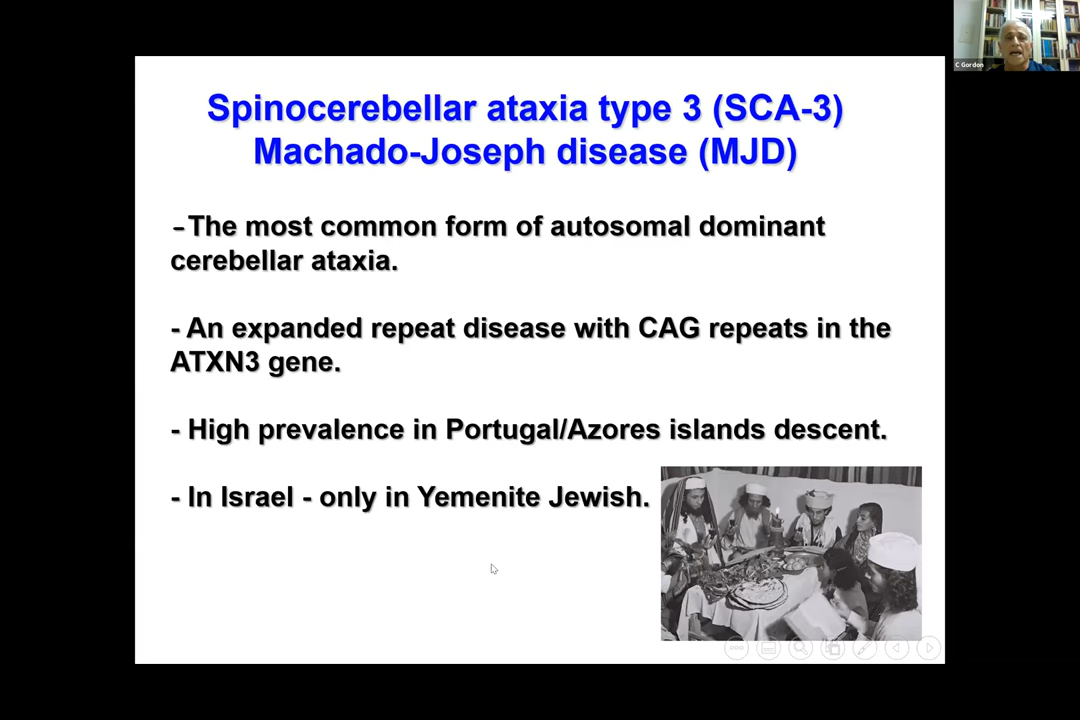 C Gordon
Spinocerebellar ataxia type 3 (SCA-3)
Machado-Joseph disease (MJD)
-The most common form of autosomal dominant
cerebellar ataxia.
- An expanded repeat disease with CAG repeats in the
ATXN3 gene.
- High prevalence in Portugal/Azores islands descent.
- In Israel - only in Yemenite Jewish.